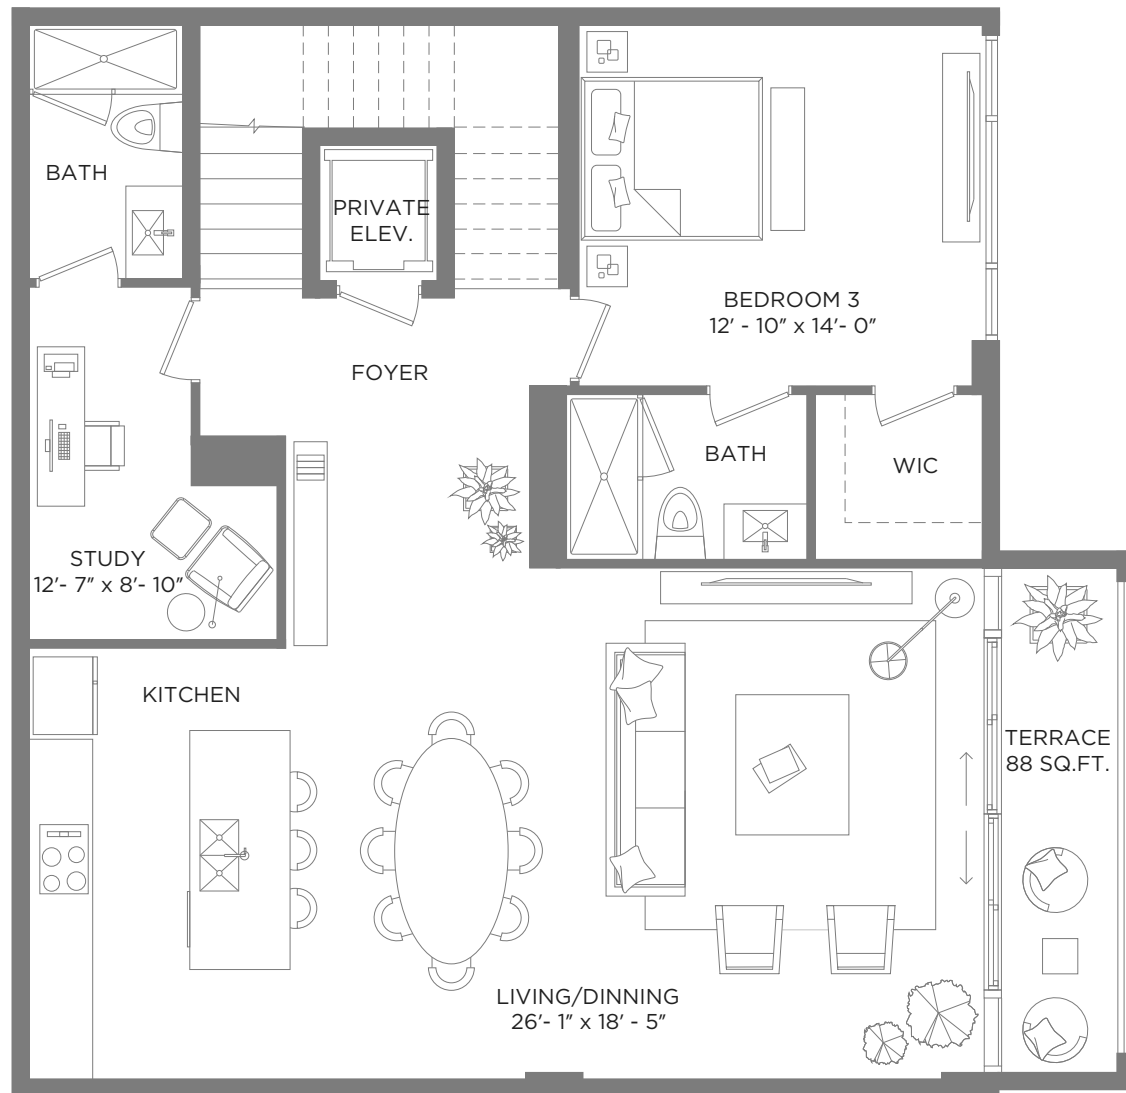 BATH
PRIVATE
ELEV.
BEDROOM 3
12' - 10" x 14'- 0"
FOYER
BATH
WIC
STUDY
12'- 7" x 8'- 10"
KITCHEN
TERRACE
88 SQ.FT.
LIVING/DINNING
26'- 1" x 18' - 5"